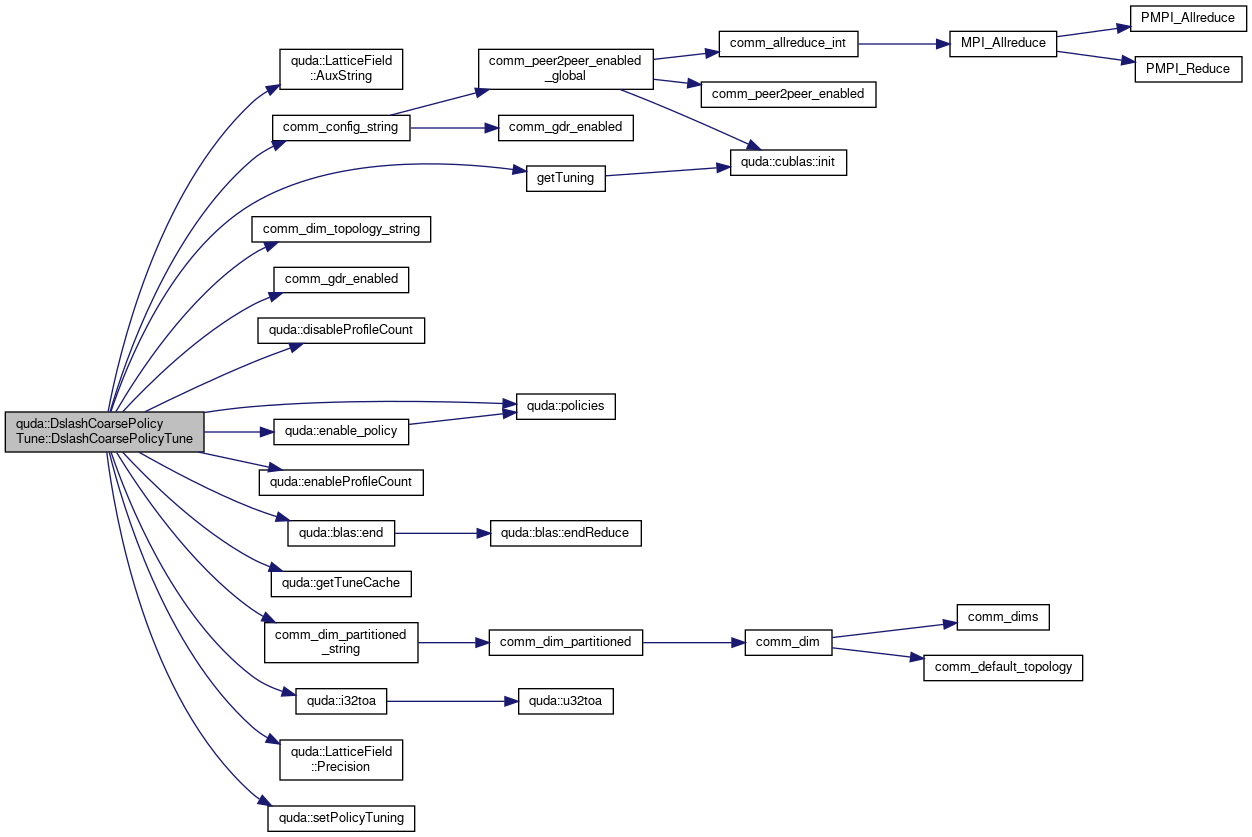 quda::DslashCoarsePolicy
Tune::DslashCoarsePolicyTune
quda::LatticeField
::AuxString
comm_config_string
comm_peer2peer_enabled
_global
comm_allreduce_int
MPI_Allreduce
PMPI_Allreduce
PMPI_Reduce
comm_peer2peer_enabled
comm_gdr_enabled
quda::cublas::init
getTuning
comm_dim_topology_string
comm_gdr_enabled
quda::disableProfileCount
quda::policies
quda::enable_policy
quda::enableProfileCount
quda::blas::end
quda::blas::endReduce
quda::getTuneCache
comm_dim_partitioned
_string
comm_dim_partitioned
comm_dim
comm_dims
comm_default_topology
quda::i32toa
quda::u32toa
quda::LatticeField
::Precision
quda::setPolicyTuning